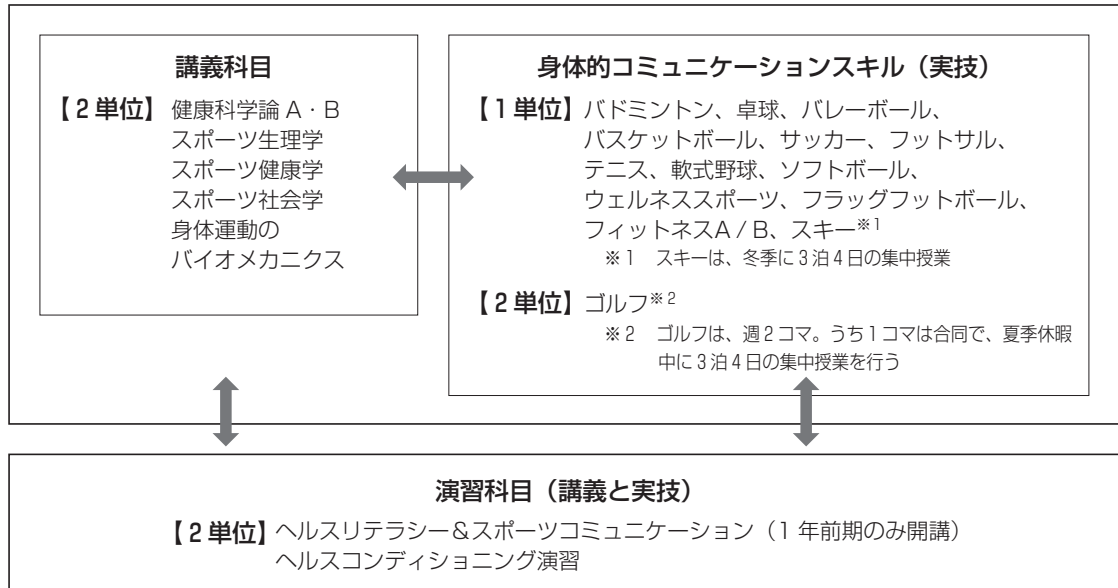 講義科目
【2単位】健康科学論 A・B
スポーツ生理学
スポーツ健康学
スポーツ社会学
身体運動の
バイオメカニクス
身体的コミュニケーションスキル（実技）
【1単位】バドミントン、卓球、バレーボール、
バスケットボール、サッカー、フットサル、
テニス、軟式野球、ソフトボール、
ウェルネススポーツ、フラッグフットボール、
フィットネスA / B、スキー※1
※1　スキーは、冬季に3泊4日の集中授業
【2単位】ゴルフ※2
※2　ゴルフは、週2コマ。うち1コマは合同で、夏季休暇
中に3泊4日の集中授業を行う
演習科目（講義と実技）
【2単位】ヘルスリテラシー＆スポーツコミュニケーション（1年前期のみ開講）
ヘルスコンディショニング演習